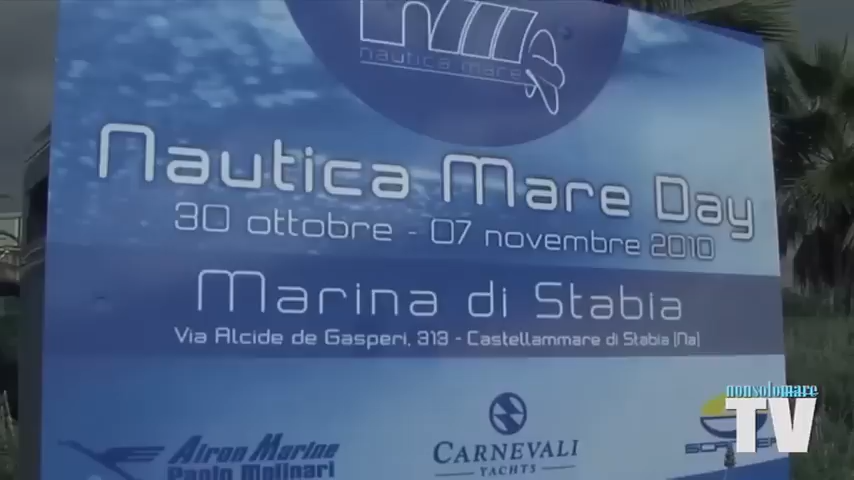 nautica mare
Nautica Mare Day
30 ottobre - 07 novembre 2010
Marina di Stabia
Via Alcide de Gasperi, 313 - Castellammare di Stabia (Na)
Airon Marine
Paolo Molinari
CARNEVALI
YACHTS
nonsolomare
TV